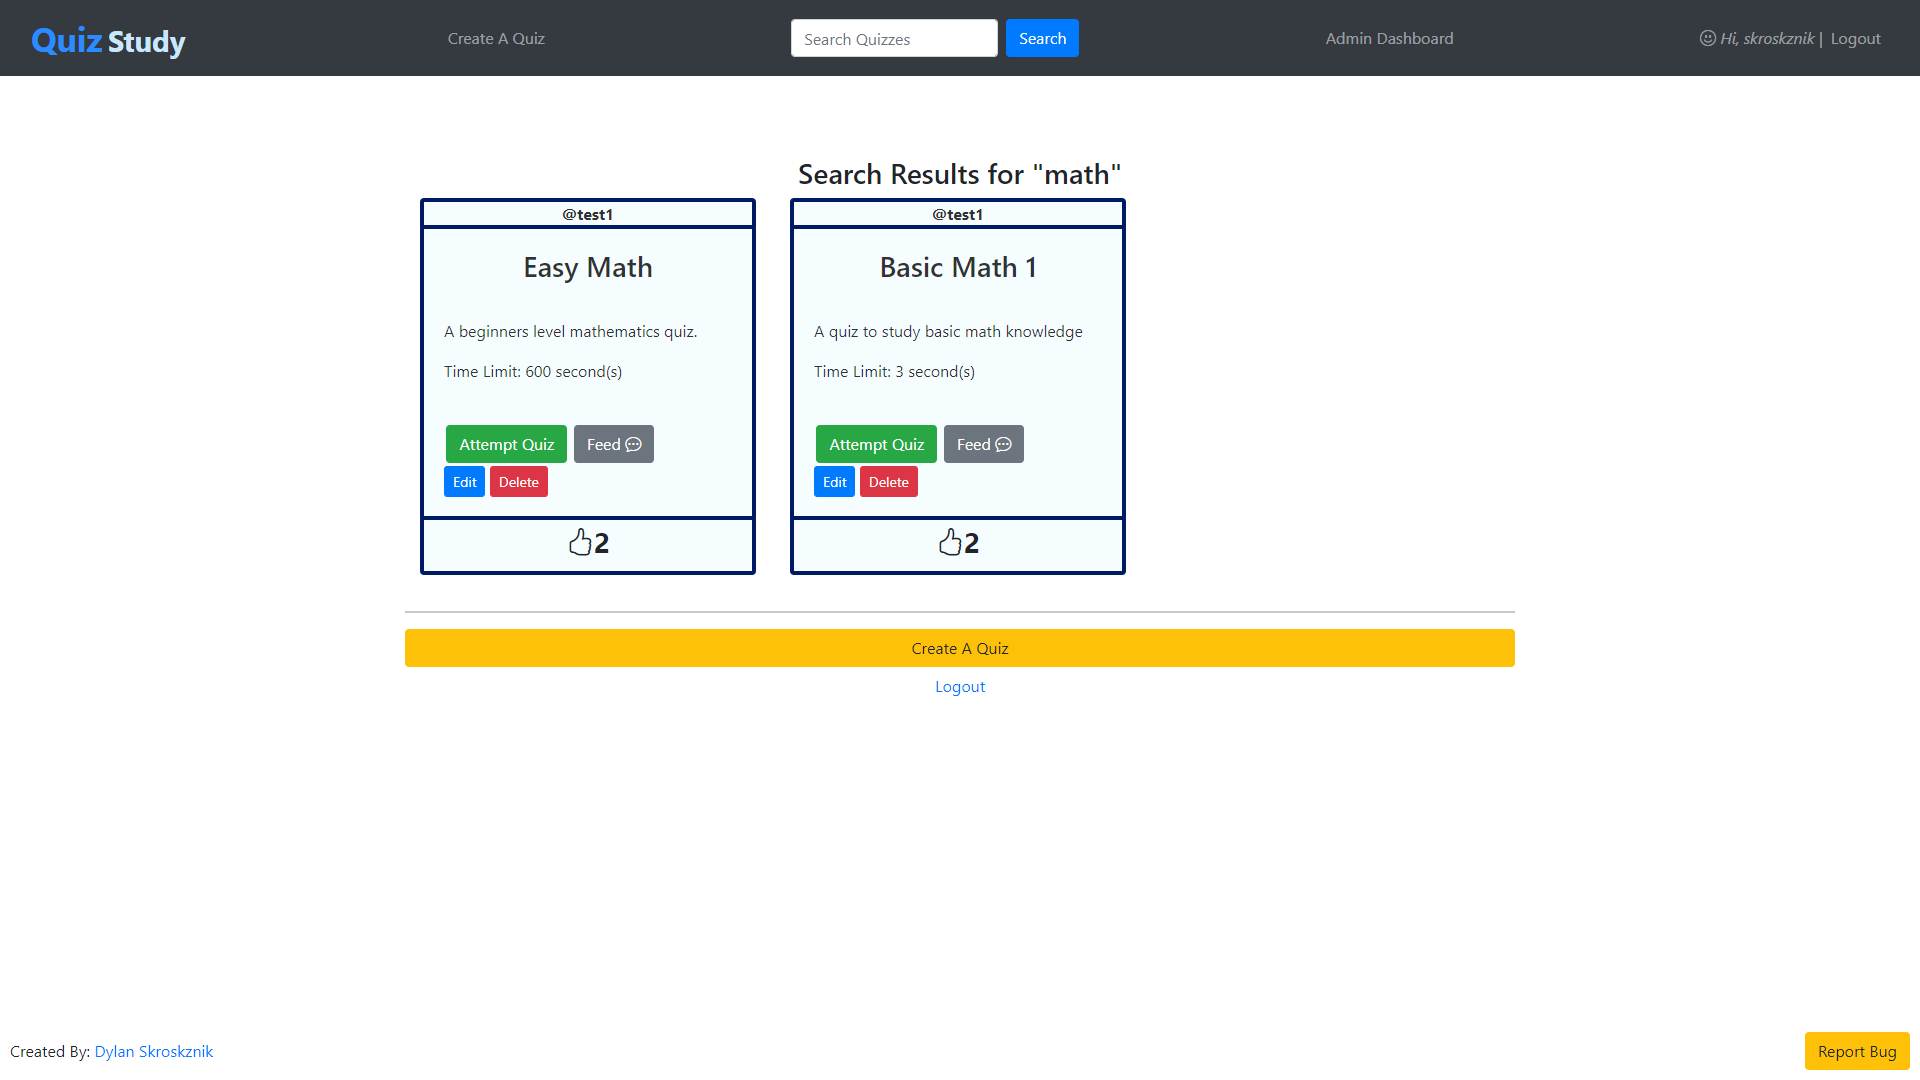 Quiz Study
Create A Quiz
Search Quizzes
Search
Admin Dashboard
Hi, skroskznik | Logout
Search Results for "math"
@test1
Easy Math
A beginners level mathematics quiz.
Time Limit: 600 second(s)
Attempt Quiz
Feed
Edit
Delete
2
@test1
Basic Math 1
A quiz to study basic math knowledge
Time Limit: 3 second(s)
Attempt Quiz
Feed
Edit
Delete
2
Create A Quiz
Logout
Created By: Dylan Skroskznik
Report Bug